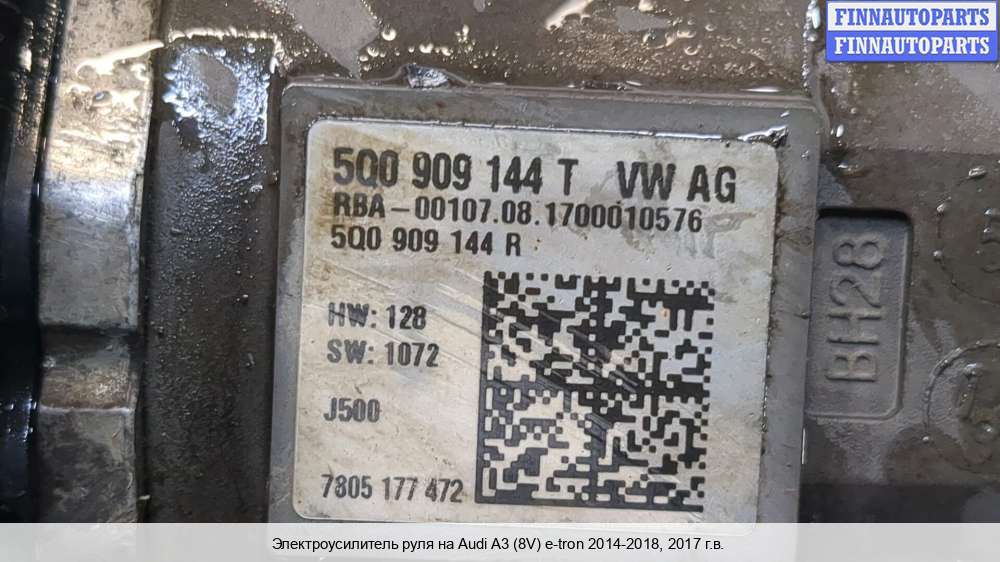 FINNAUTOPARTS
FINNAUTOPARTS
5Q0 909 144 T VW AG
RBA-00107.08.1700010576
5Q0 909 144 R
HW: 128
SW: 1072
J500
7805 177 472
BH28
Электроусилитель руля на Audi A3 (8V) e-tron 2014-2018, 2017 г.в.